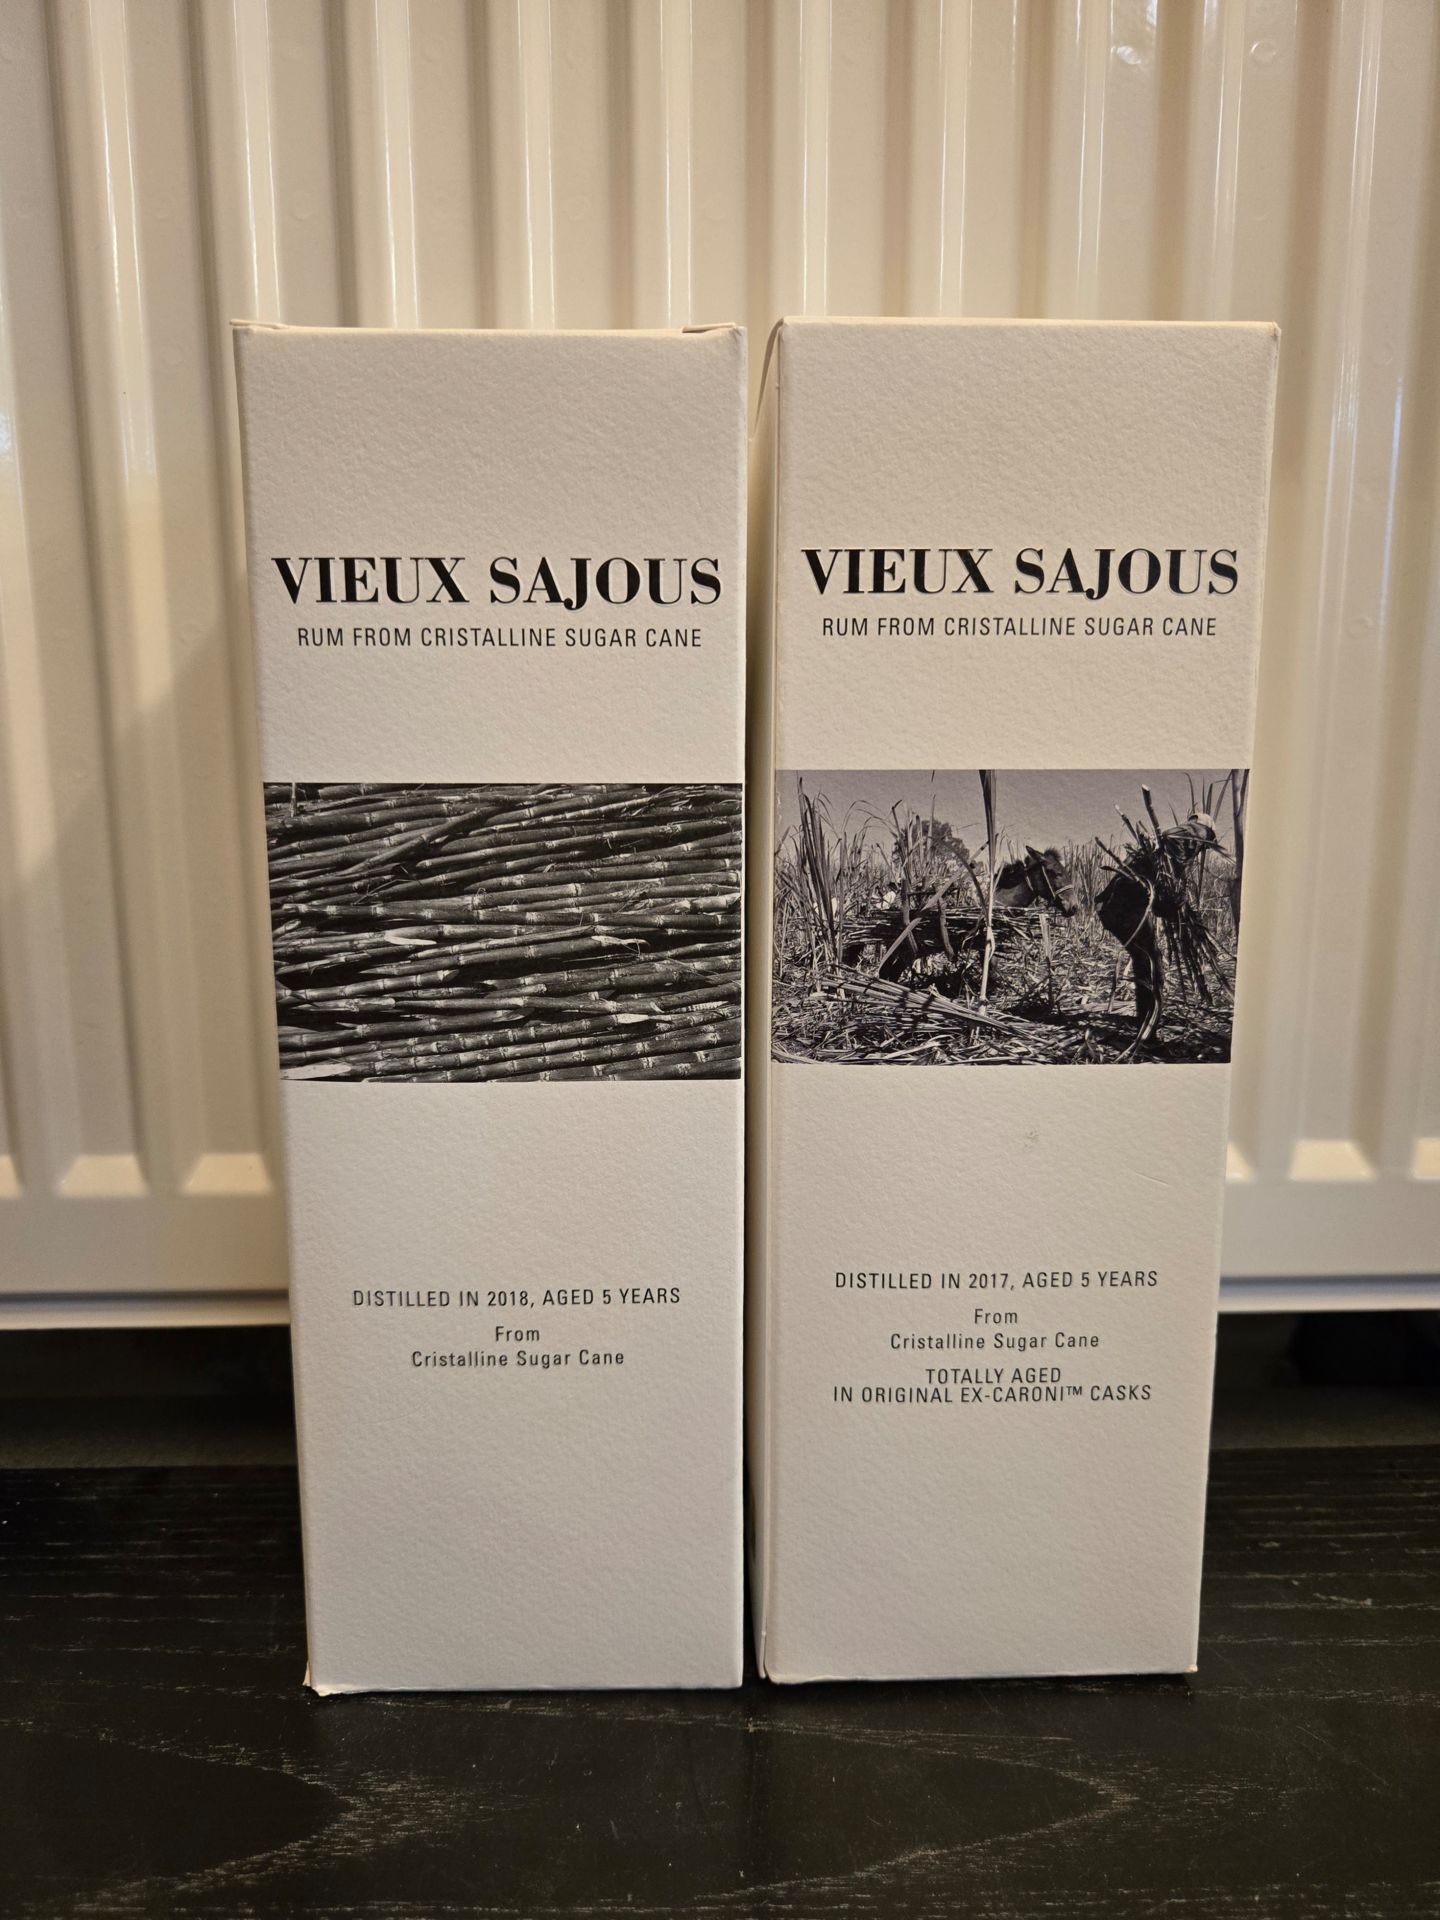 VIEUX SAJOUS
RUM FROM CRISTALLINE SUGAR CANE
DISTILLED IN 2018, AGED 5 YEARS
From
Cristalline Sugar Cane
VIEUX SAJOUS
RUM FROM CRISTALLINE SUGAR CANE
DISTILLED IN 2017, AGED 5 YEARS
From
Cristalline Sugar Cane
TOTALLY AGED
IN ORIGINAL EX-CARONI™ CASKS